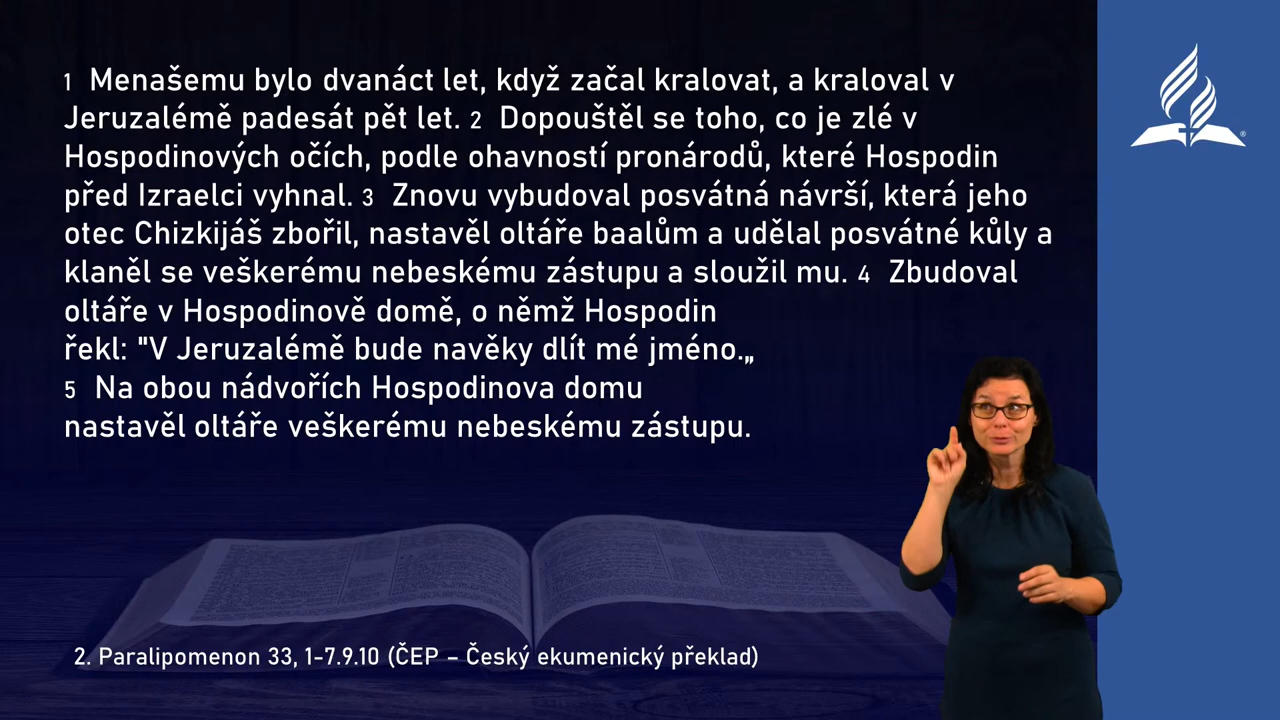 1 Menašemu bylo dvanáct let, když začal kralovat, a kraloval v
Jeruzalémě padesát pět let. 2 Dopouštěl se toho, co je zlé v
Hospodinových očích, podle ohavností pronárodů, které Hospodin
před Izraelci vyhnal. 3 Znovu vybudoval posvátná návrší, která jeho
otec Chizkijáš zbořil, nastavěl oltáře baalům a udělal posvátné kůly a
klaněl se veškerému nebeskému zástupu a sloužil mu. 4 Zbudoval
oltáře v Hospodinově domě, o němž Hospodin
řekl: "V Jeruzalémě bude navěky dlít mé jméno.„
5 Na obou nádvořích Hospodinova domu
nastavěl oltáře veškerému nebeskému zástupu.
2. Paralipomenon 33, 1-7.9.10 (ČEP – Český ekumenický překlad)